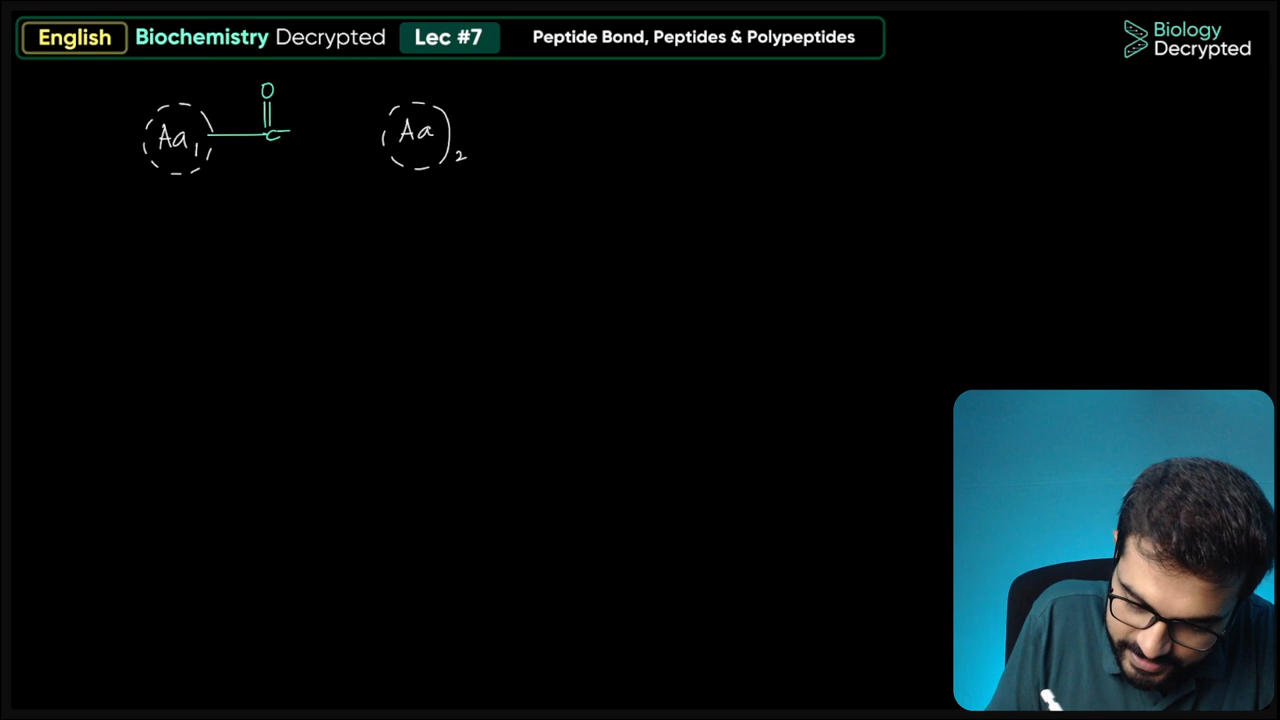 English Biochemistry Decrypted Lec #7 Peptide Bond, Peptides & Polypeptides
Biology
Decrypted
O
Aa1 C Aa2